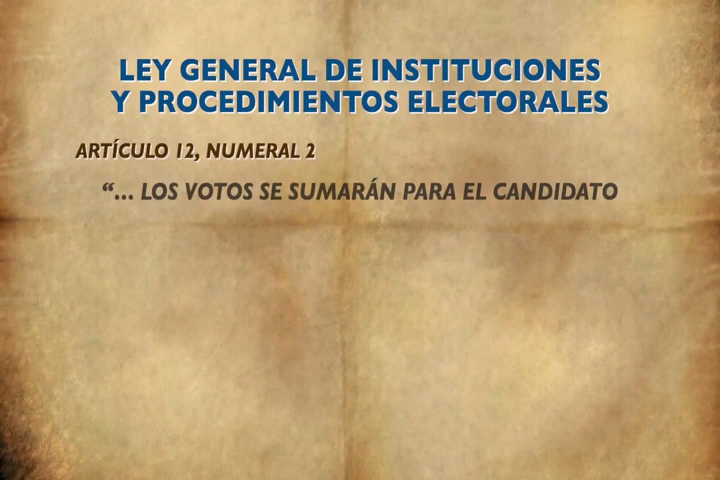 LEY GENERAL DE INSTITUCIONES
Y PROCEDIMIENTOS ELECTORALES
ARTÍCULO 12, NUMERAL 2
“... LOS VOTOS SE SUMARÁN PARA EL CANDIDATO